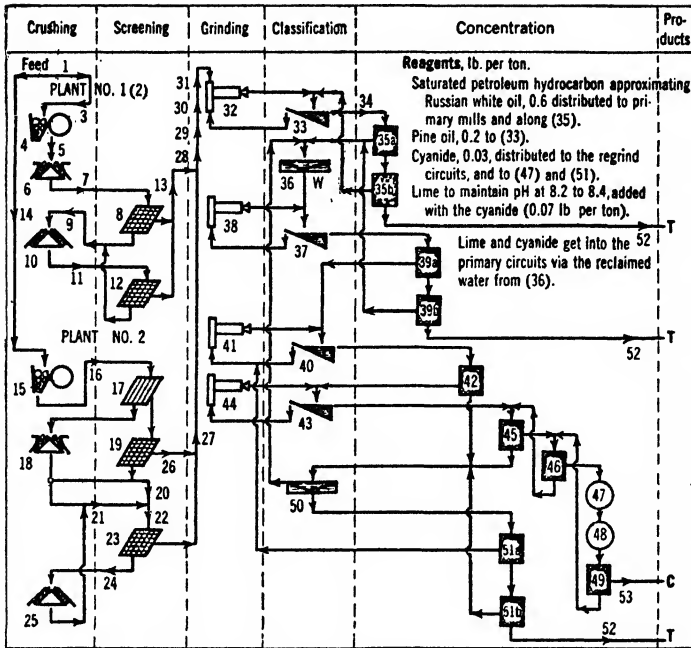 Crushing
Screening
Grinding
Classification
Concentration
Pro-
ducts
Feed 1
PLANT NO. 1 (2)
3
4
5
6
7
8
9
10
11
12
13
14
PLANT NO. 2
15
16
17
18
19
20
21
22
23
24
25
26
27
28
29
30
31
32
33
34
35a
35b
36 W
37
38
39a
39b
40
41
42
43
44
45
46
47
48
49
50
51a
51b
52
T
52
T
53
C
52
T
Reagents, lb. per ton.
Saturated petroleum hydrocarbon approximating
Russian white oil, 0.6 distributed to pri-
mary mills and along (35).
Pine oil, 0.2 to (33).
Cyanide, 0.03, distributed to the regrind
circuits, and to (47) and (51).
Lime to maintain pH at 8.2 to 8.4, added
with the cyanide (0.07 lb per ton).
Lime and cyanide get into the
primary circuits via the reclaimed
water from (36).